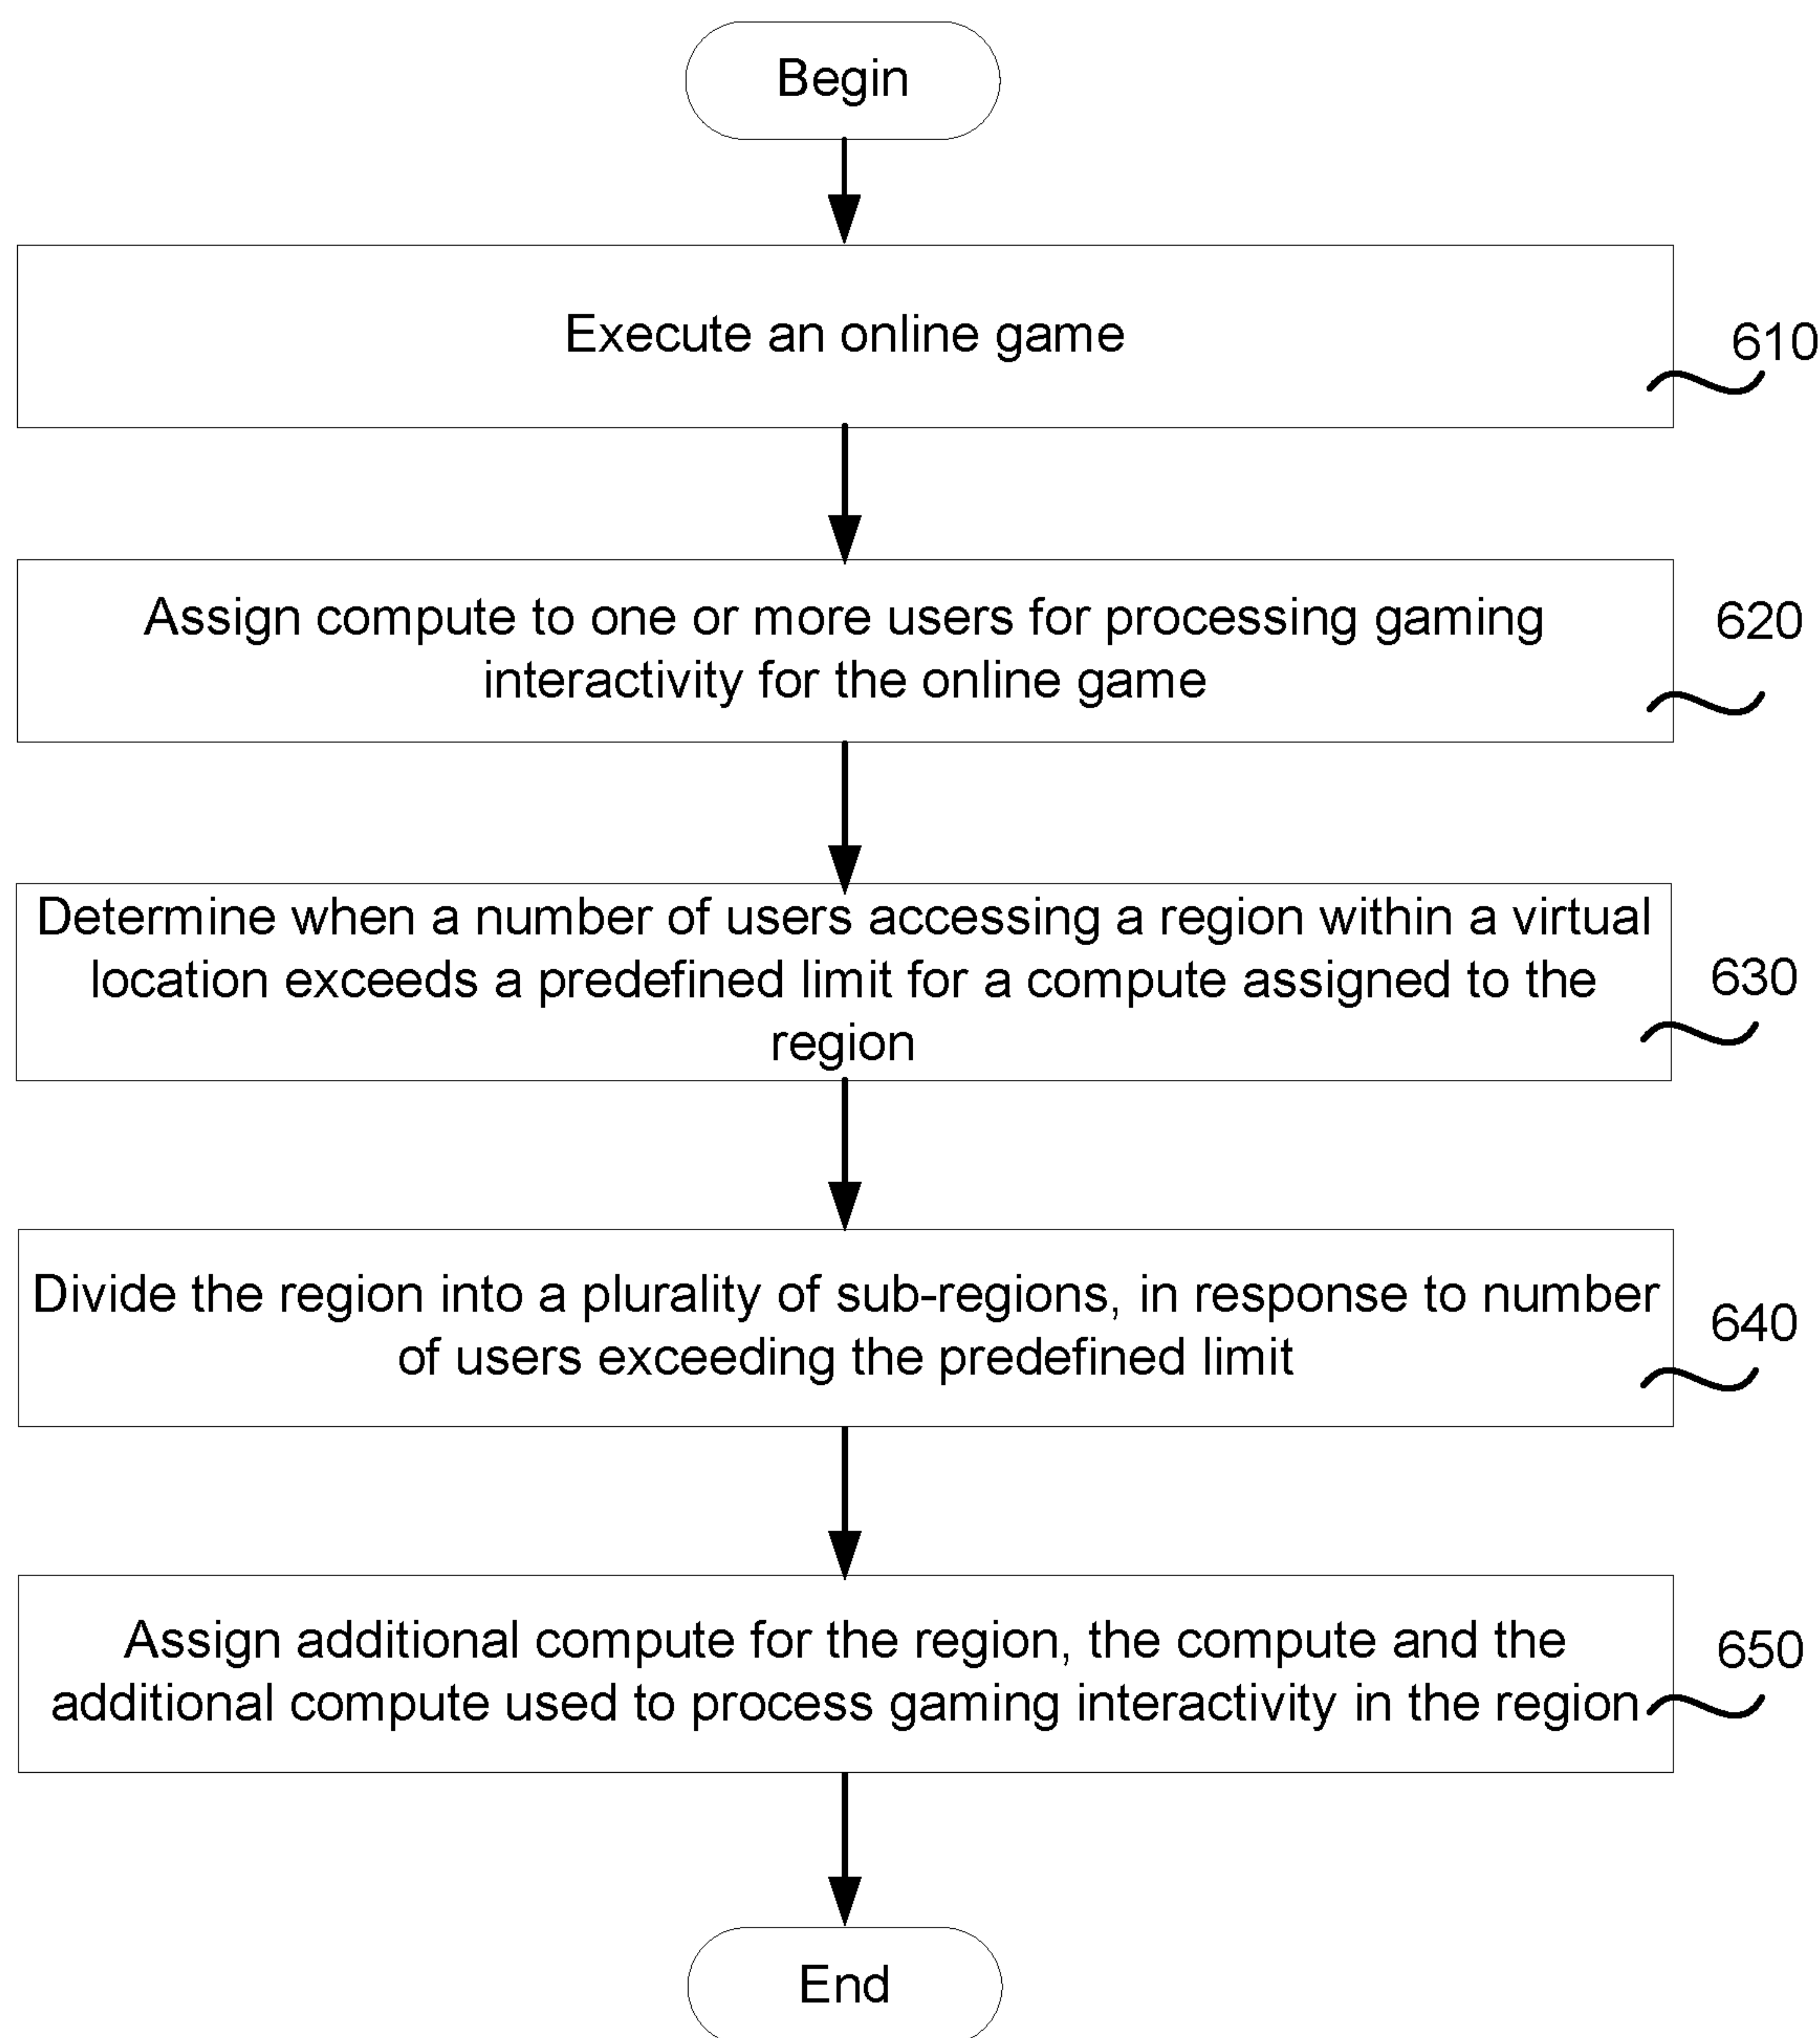 Begin
Execute an online game
610
Assign compute to one or more users for processing gaming
interactivity for the online game
620
Determine when a number of users accessing a region within a virtual
location exceeds a predefined limit for a compute assigned to the
region
630
Divide the region into a plurality of sub-regions, in response to number
of users exceeding the predefined limit
640
Assign additional compute for the region, the compute and the
additional compute used to process gaming interactivity in the region
650
End